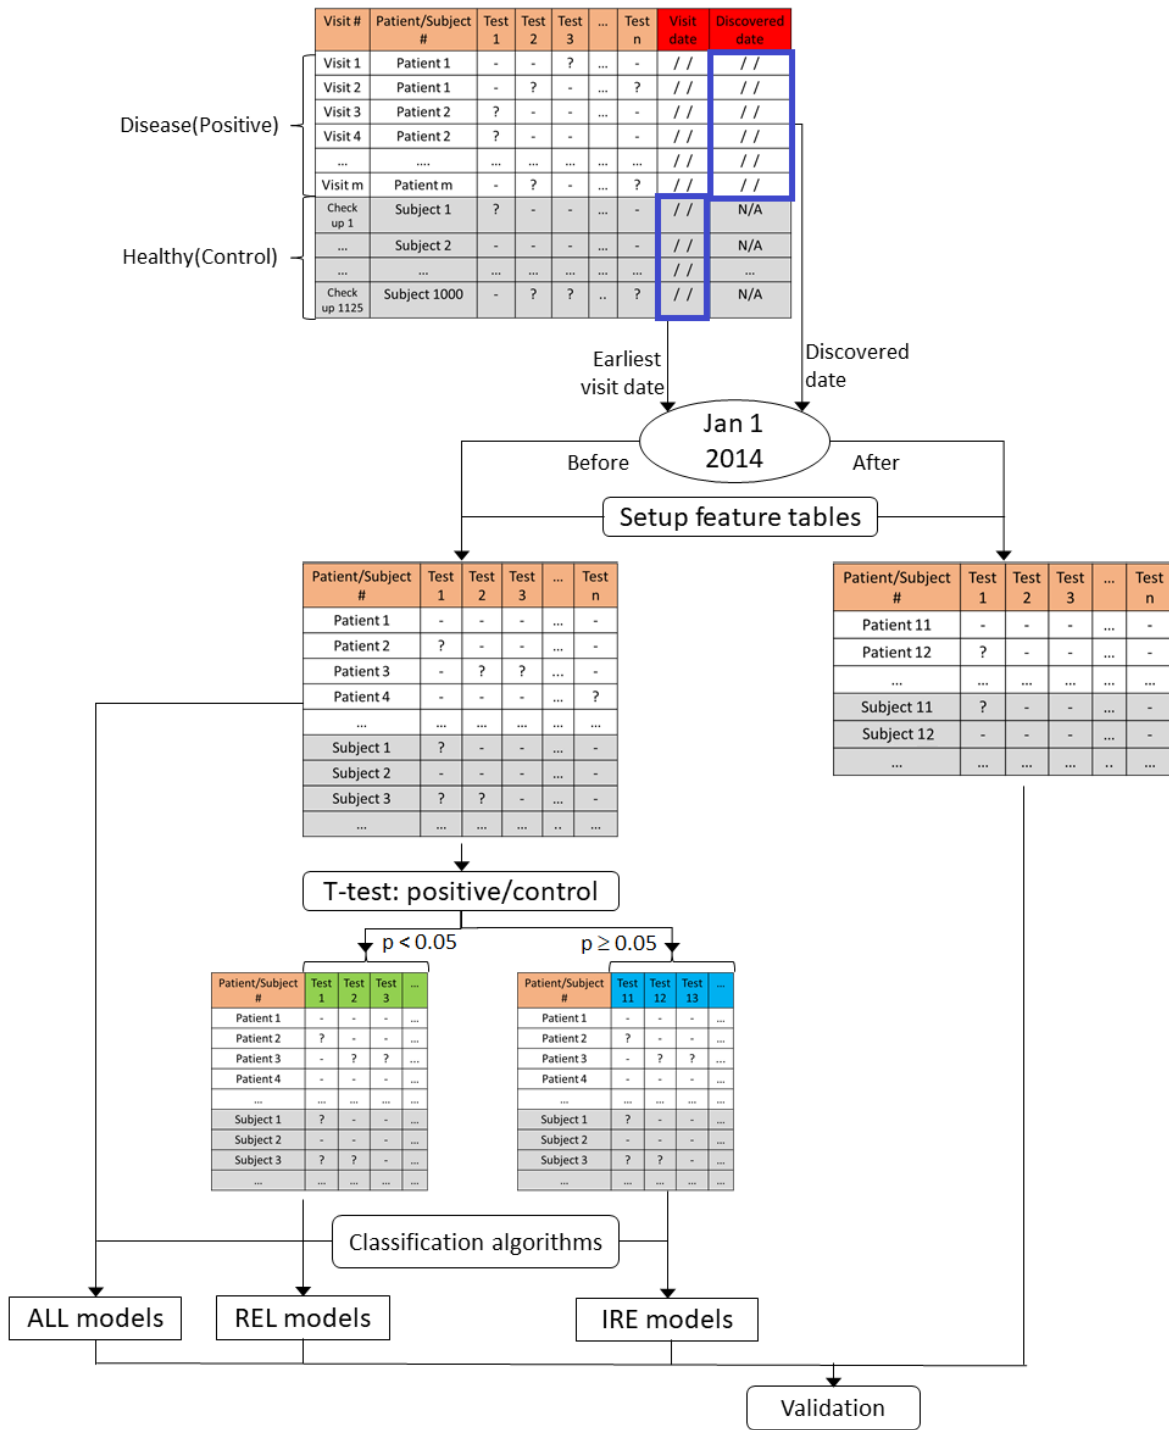 Visit # Patient/Subject # Test 1 Test 2 Test 3 ... Test n Visit date Discovered date
Visit 1 Patient 1 - - ? ... - / / / /
Visit 2 Patient 1 - ? - ... ? / / / /
Visit 3 Patient 2 ? - - ... - / / / /
Visit 4 Patient 2 ? - - - / / / /
... .... ... ... ... ... ... / / / /
Visit m Patient m - ? - ... ? / / / /
Check up 1 Subject 1 ? - - ... - / / N/A
... Subject 2 - - - ... - / / N/A
... ... ... ... ... ... ... / / ...
Check up 1125 Subject 1000 - ? ? .. ? / / N/A
Disease(Positive)
Healthy(Control)
Earliest
visit date
Discovered
date
Jan 1
2014
Before
After
Setup feature tables
Patient/Subject # Test 1 Test 2 Test 3 ... Test n
Patient 1 - - - ... -
Patient 2 ? - - ... -
Patient 3 - ? ? ... -
Patient 4 - - - ... ?
... ... ... ... ... ...
Subject 1 ? - - ... -
Subject 2 - - - ... -
Subject 3 ? ? - ... -
... ... ... ... .. ...
Patient/Subject # Test 1 Test 2 Test 3 ... Test n
Patient 11 - - - ... -
Patient 12 ? - - ... -
... ... ... ... ... ...
Subject 11 ? - - ... -
Subject 12 - - - ... -
... ... ... ... .. ...
T-test: positive/control
p < 0.05
p ≥ 0.05
Patient/Subject # Test 1 Test 2 Test 3 ...
Patient 1 - - - ...
Patient 2 ? - - ...
Patient 3 - ? ? ...
Patient 4 - - - ...
... ... ... ... ...
Subject 1 ? - - ...
Subject 2 - - - ...
Subject 3 ? ? - ...
... ... ... ... ...
Patient/Subject # Test 11 Test 12 Test 13 ...
Patient 1 - - - ...
Patient 2 ? - - ...
Patient 3 - ? ? ...
Patient 4 - - - ...
... ... ... ... ...
Subject 1 ? - - ...
Subject 2 - - - ...
Subject 3 ? ? - ...
... ... ... ... ...
Classification algorithms
ALL models
REL models
IRE models
Validation